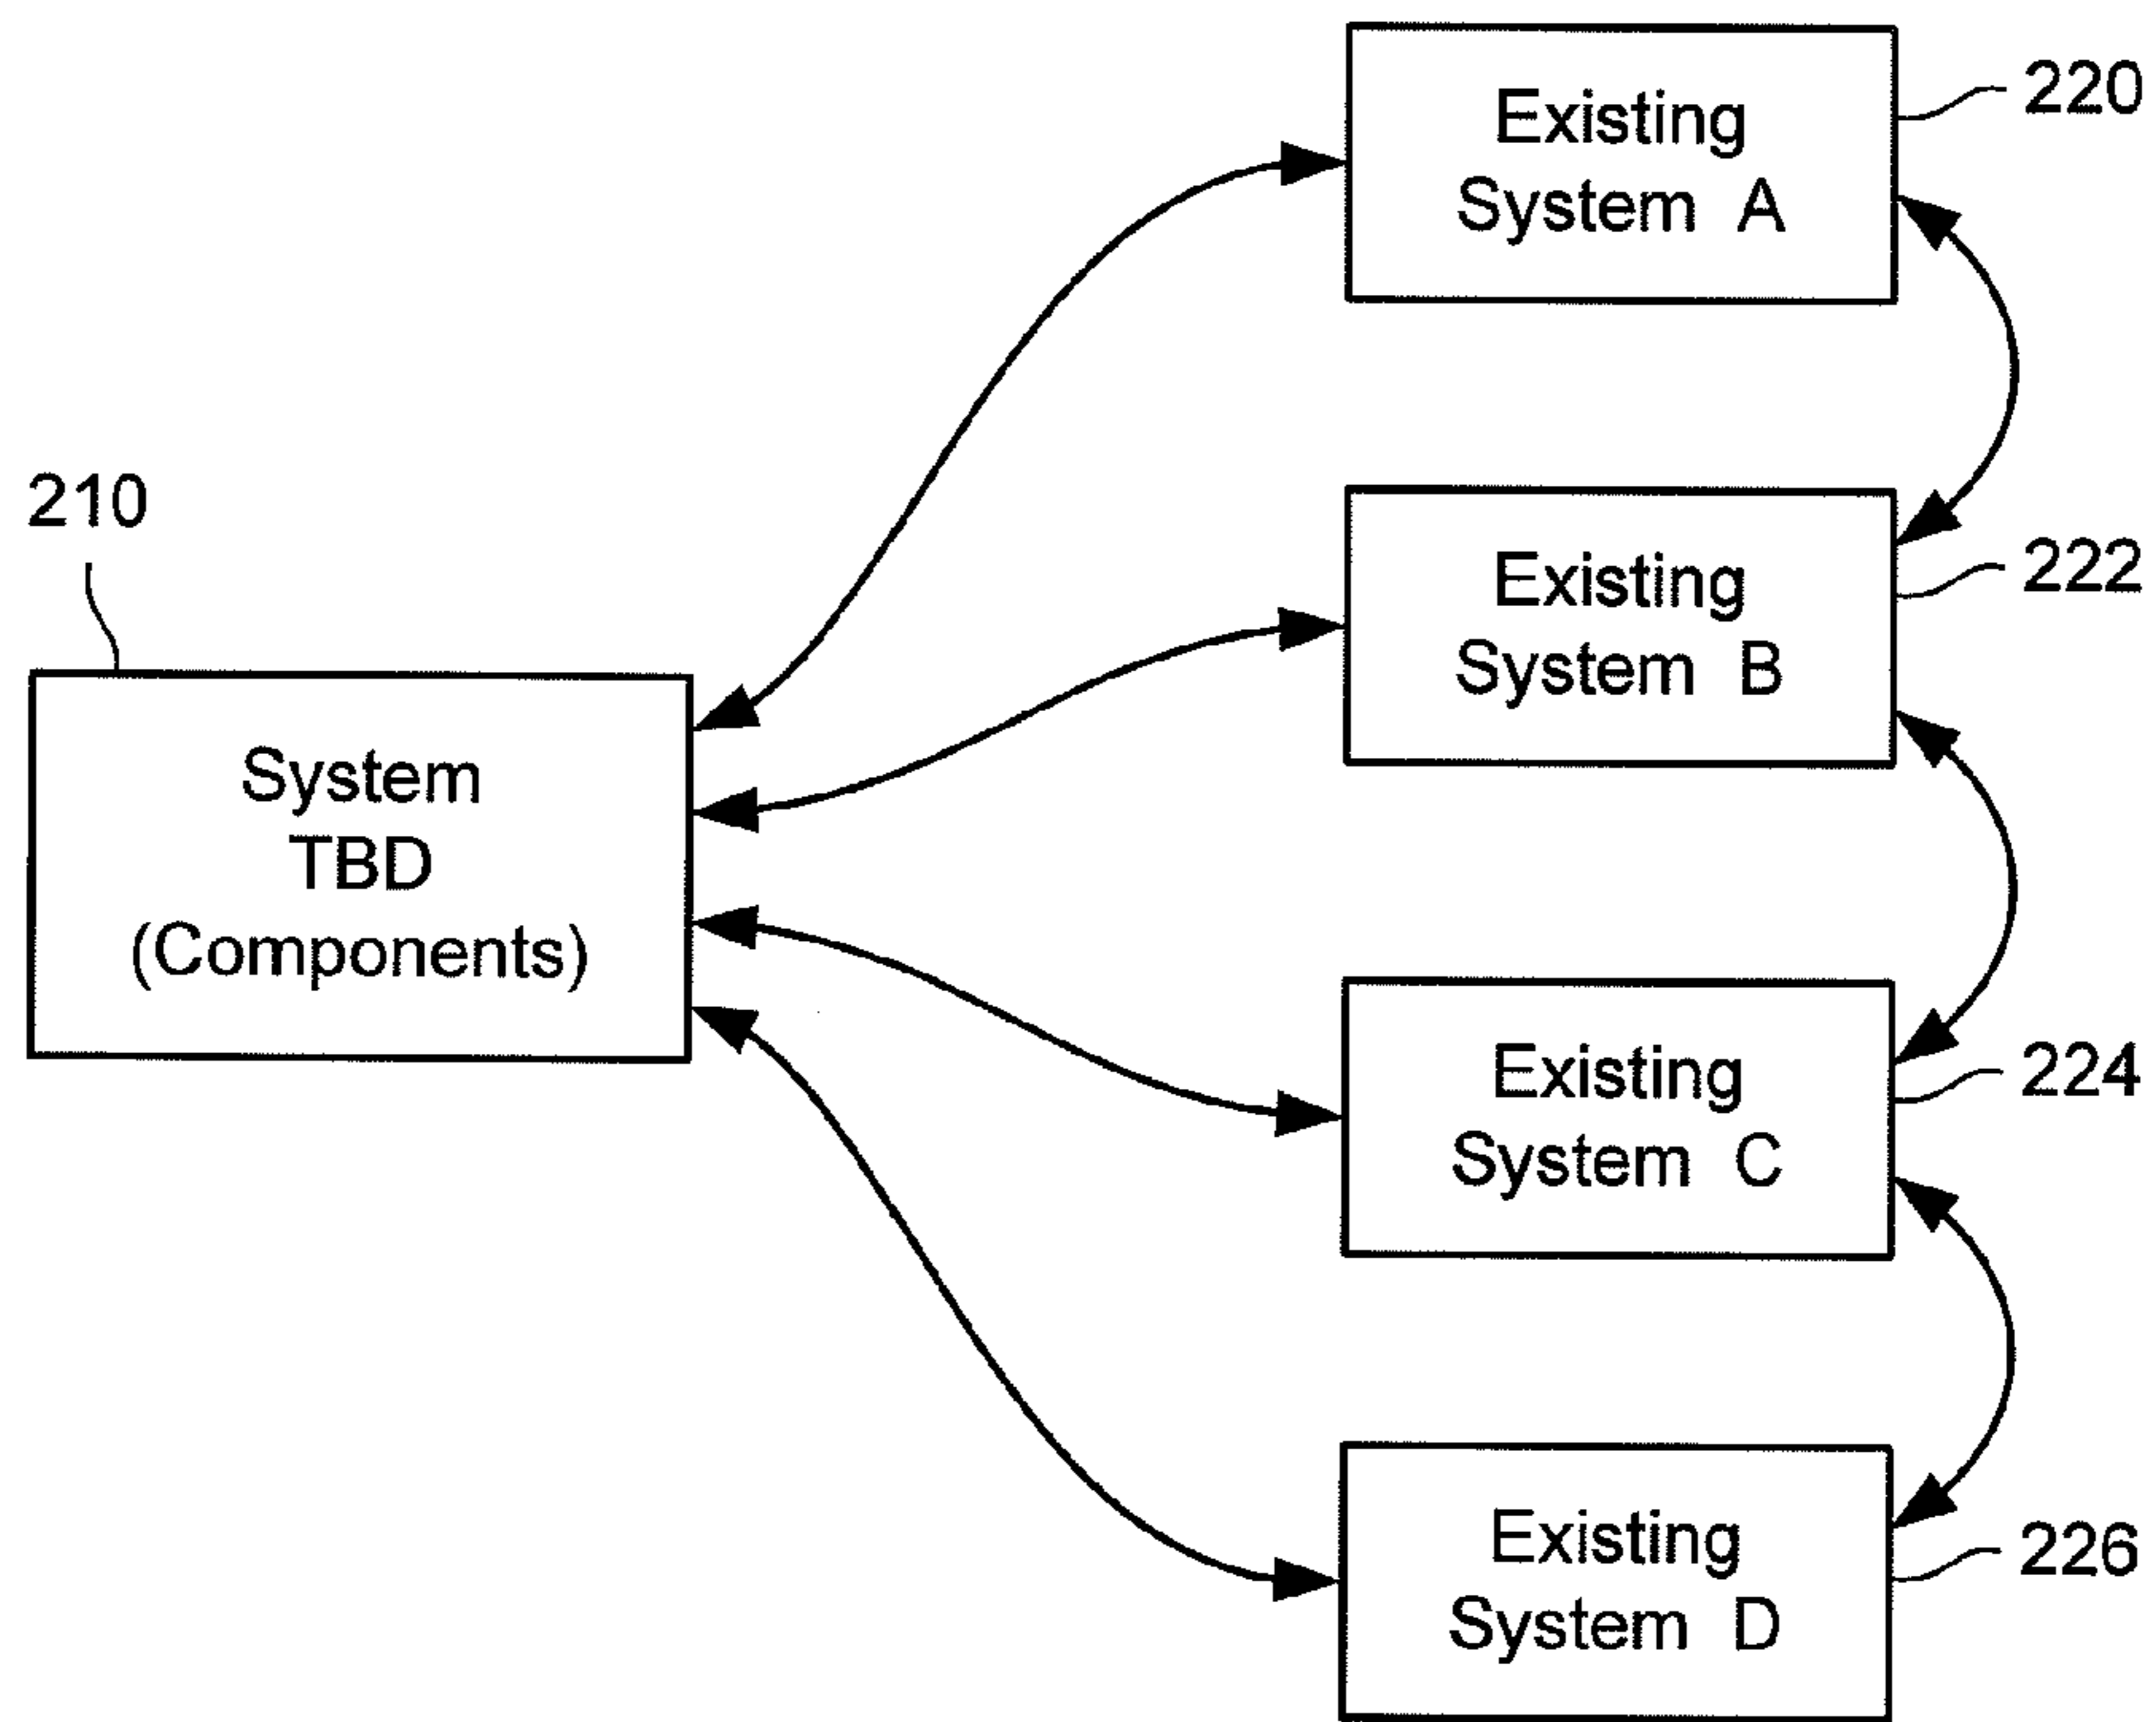 220
Existing
System A
210
222
Existing
System B
System
TBD
(Components)
224
Existing
System C
226
Existing
System D